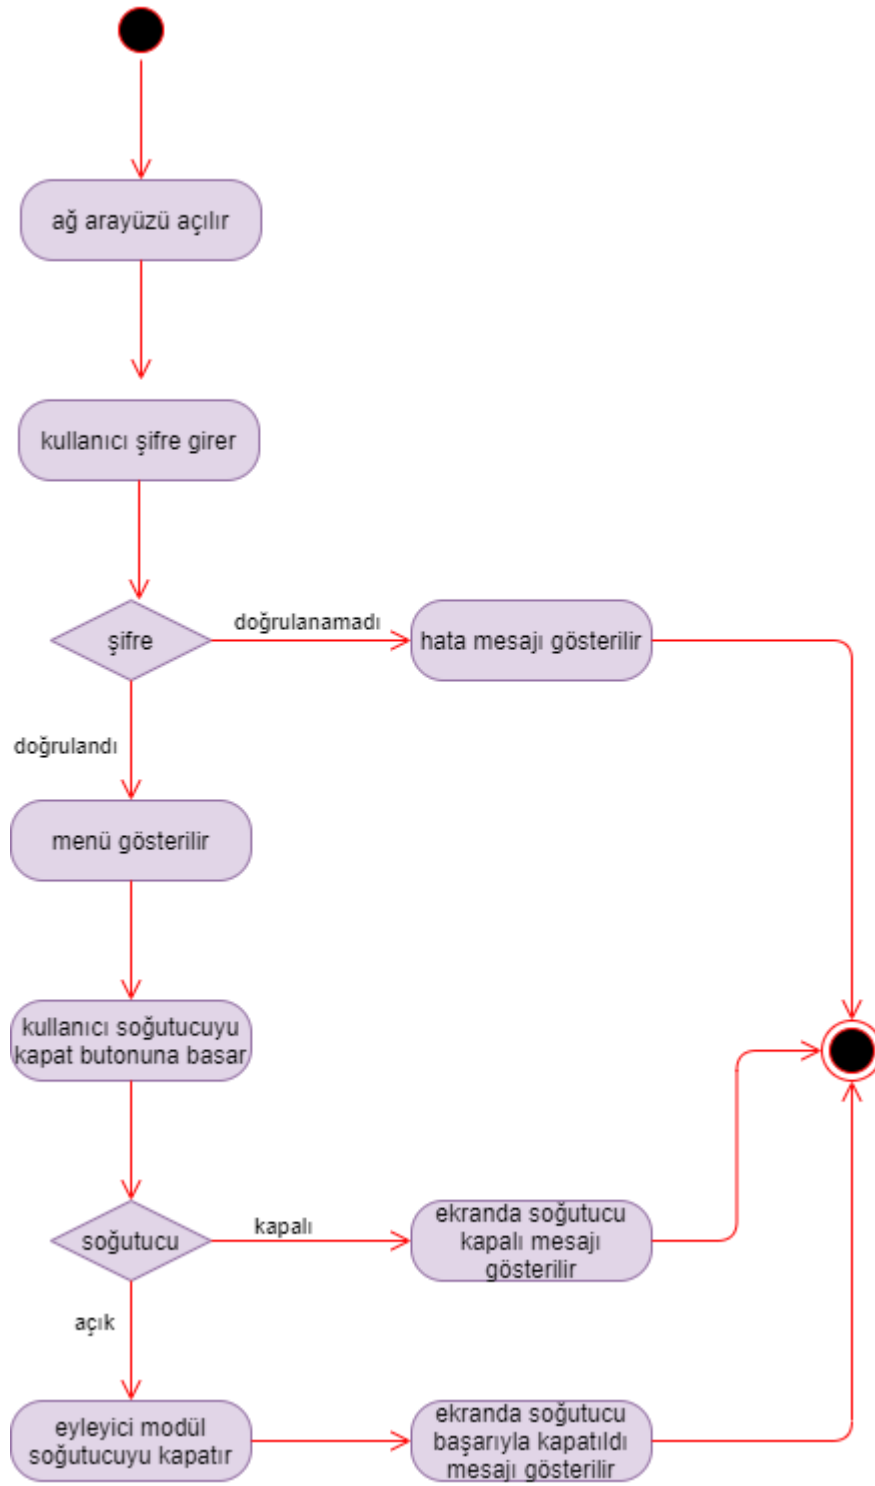 ağ arayüzü açılır
kullanıcı şifre girer
şifre
doğrulanamadı
hata mesajı gösterilir
doğrulandı
menü gösterilir
kullanıcı soğutucuyu
kapat butonuna basar
soğutucu
kapalı
ekranda soğutucu
kapalı mesajı
gösterilir
açık
eyleyici modül
soğutucuyu kapatır
ekranda soğutucu
başarıyla kapatıldı
mesajı gösterilir